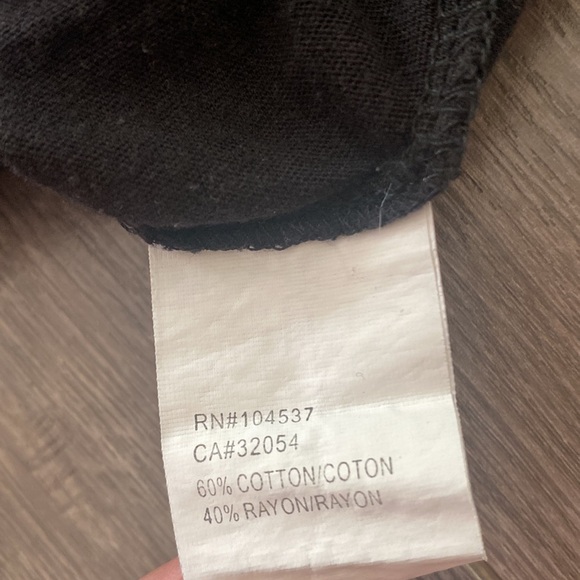 RN#104537
CA#32054
60% COTTON/COTON
40% RAYON/RAYON